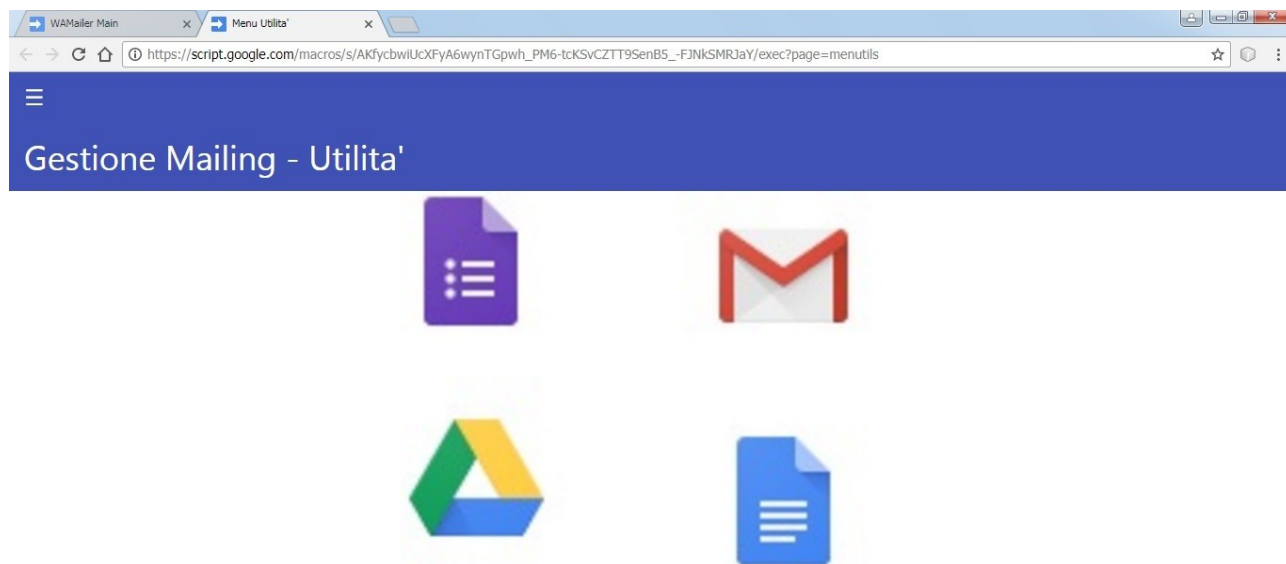 WAMailer Main
Menu Utilita'
https://script.google.com/macros/s/AKfycbwiUcXFyA6wynTGpwh_PM6-tcKSvCZTT9SenB5_-FJNkSMRJaY/exec?page=menutils
Gestione Mailing - Utilita'